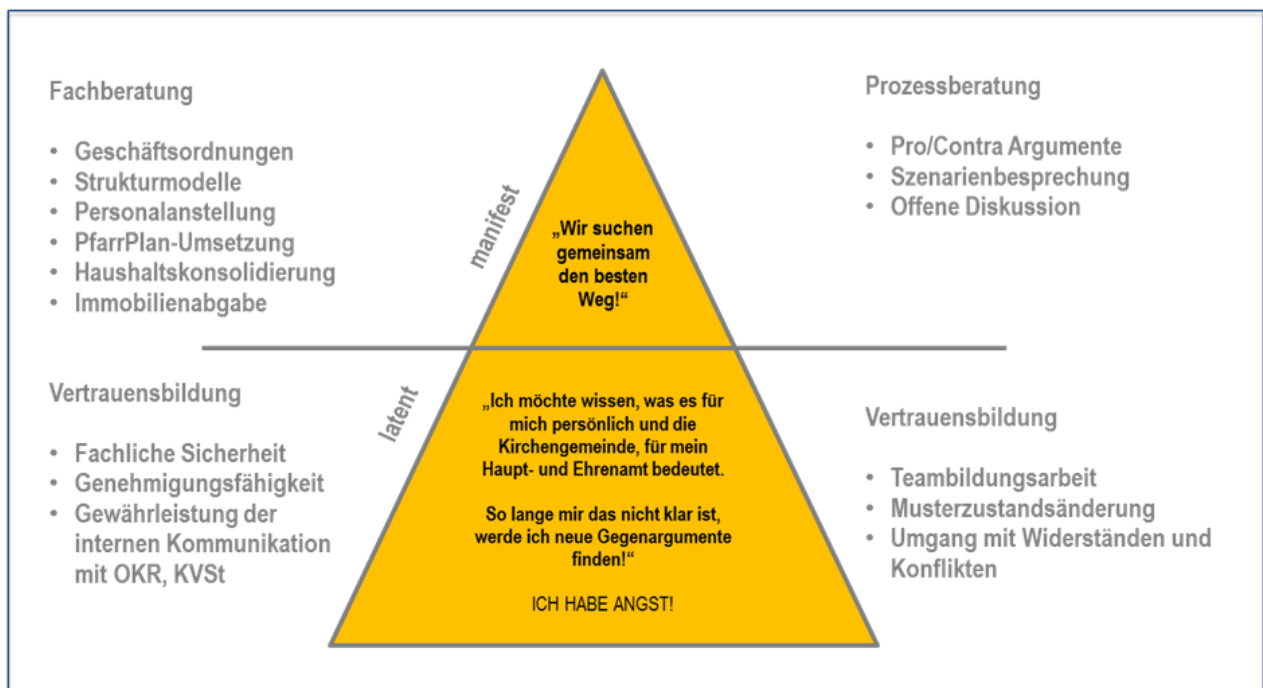 Fachberatung
• Geschäftsordnungen
• Strukturmodelle
• Personalanstellung
• PfarrPlan-Umsetzung
• Haushaltskonsolidierung
• Immobilienabgabe
manifest
„Wir suchen
gemeinsam
den besten
Weg!“
Prozessberatung
• Pro/Contra Argumente
• Szenarienbesprechung
• Offene Diskussion
Vertrauensbildung
• Fachliche Sicherheit
• Genehmigungsfähigkeit
• Gewährleistung der
internen Kommunikation
mit OKR, KVSt
latent
„Ich möchte wissen, was es für
mich persönlich und die
Kirchengemeinde, für mein
Haupt- und Ehrenamt bedeutet.
So lange mir das nicht klar ist,
werde ich neue Gegenargumente
finden!“
ICH HABE ANGST!
Vertrauensbildung
• Teambildungsarbeit
• Musterzustandsänderung
• Umgang mit Widerständen und
Konflikten